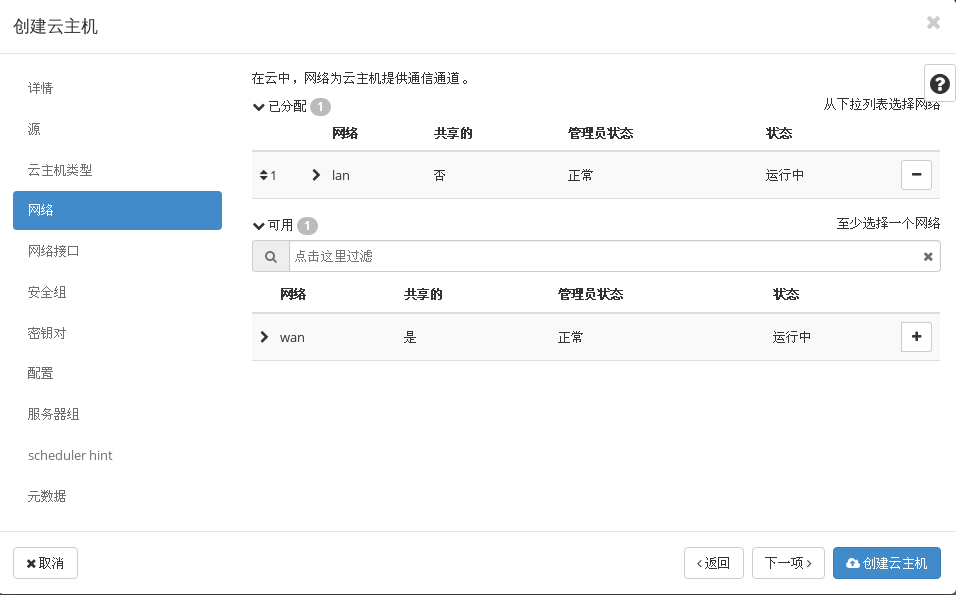 创建云主机
×
详情
源
云主机类型
网络
网络接口
安全组
密钥对
配置
服务器组
scheduler hint
元数据
在云中，网络为云主机提供通信通道。
已分配 1
从下拉列表选择网络
网络 共享的 管理员状态 状态
1 lan 否 正常 运行中
可用 1
至少选择一个网络
点击这里过滤
网络 共享的 管理员状态 状态
wan 是 正常 运行中
取消
返回
下一项
创建云主机